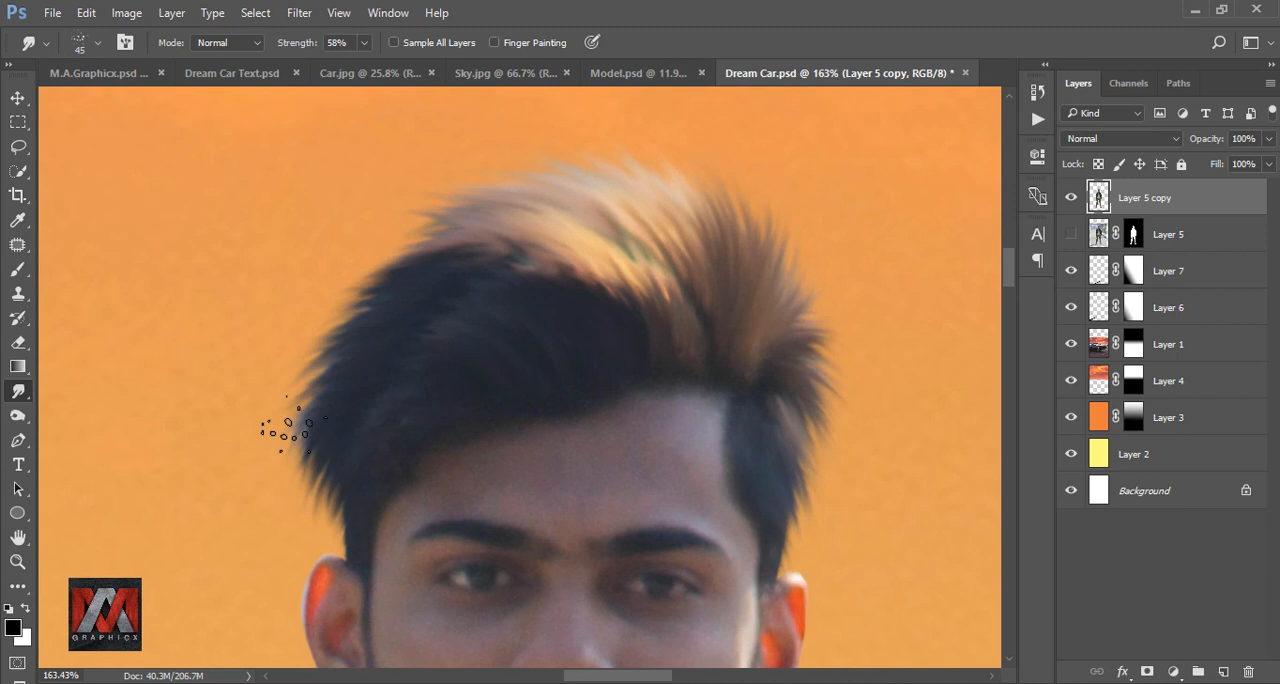 Ps File Edit Image Layer Type Select Filter View Window Help
45 Mode: Normal Strength: 58% Sample All Layers Finger Painting
M.A.Graphicx.psd ... × Dream Car Text.psd × Car.jpg @ 25.8% (R... × Sky.jpg @ 66.7% (R... × Model.psd @ 11.9... × Dream Car.psd @ 163% (Layer 5 copy, RGB/8) * ×
Layers Channels Paths
Kind
Normal Opacity: 100%
Lock: Fill: 100%
Layer 5 copy
Layer 5
Layer 7
Layer 6
Layer 1
Layer 4
Layer 3
Layer 2
Background
GRAPHICX
163.43% Doc: 40.3M/206.7M